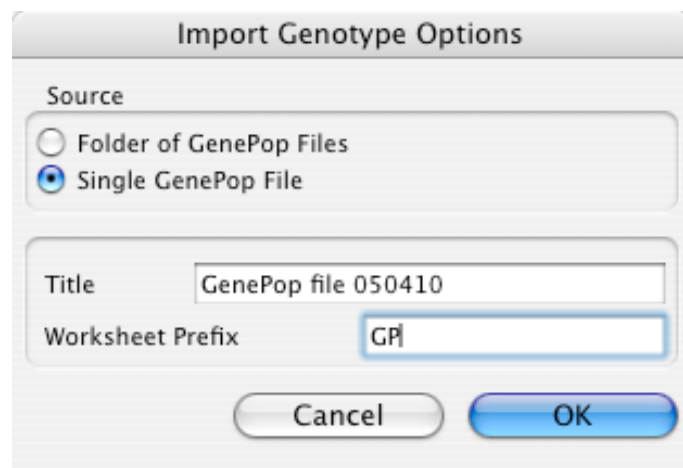 Import Genotype Options
Source
Folder of GenePop Files
Single GenePop File
Title GenePop file 050410
Worksheet Prefix GP
Cancel OK